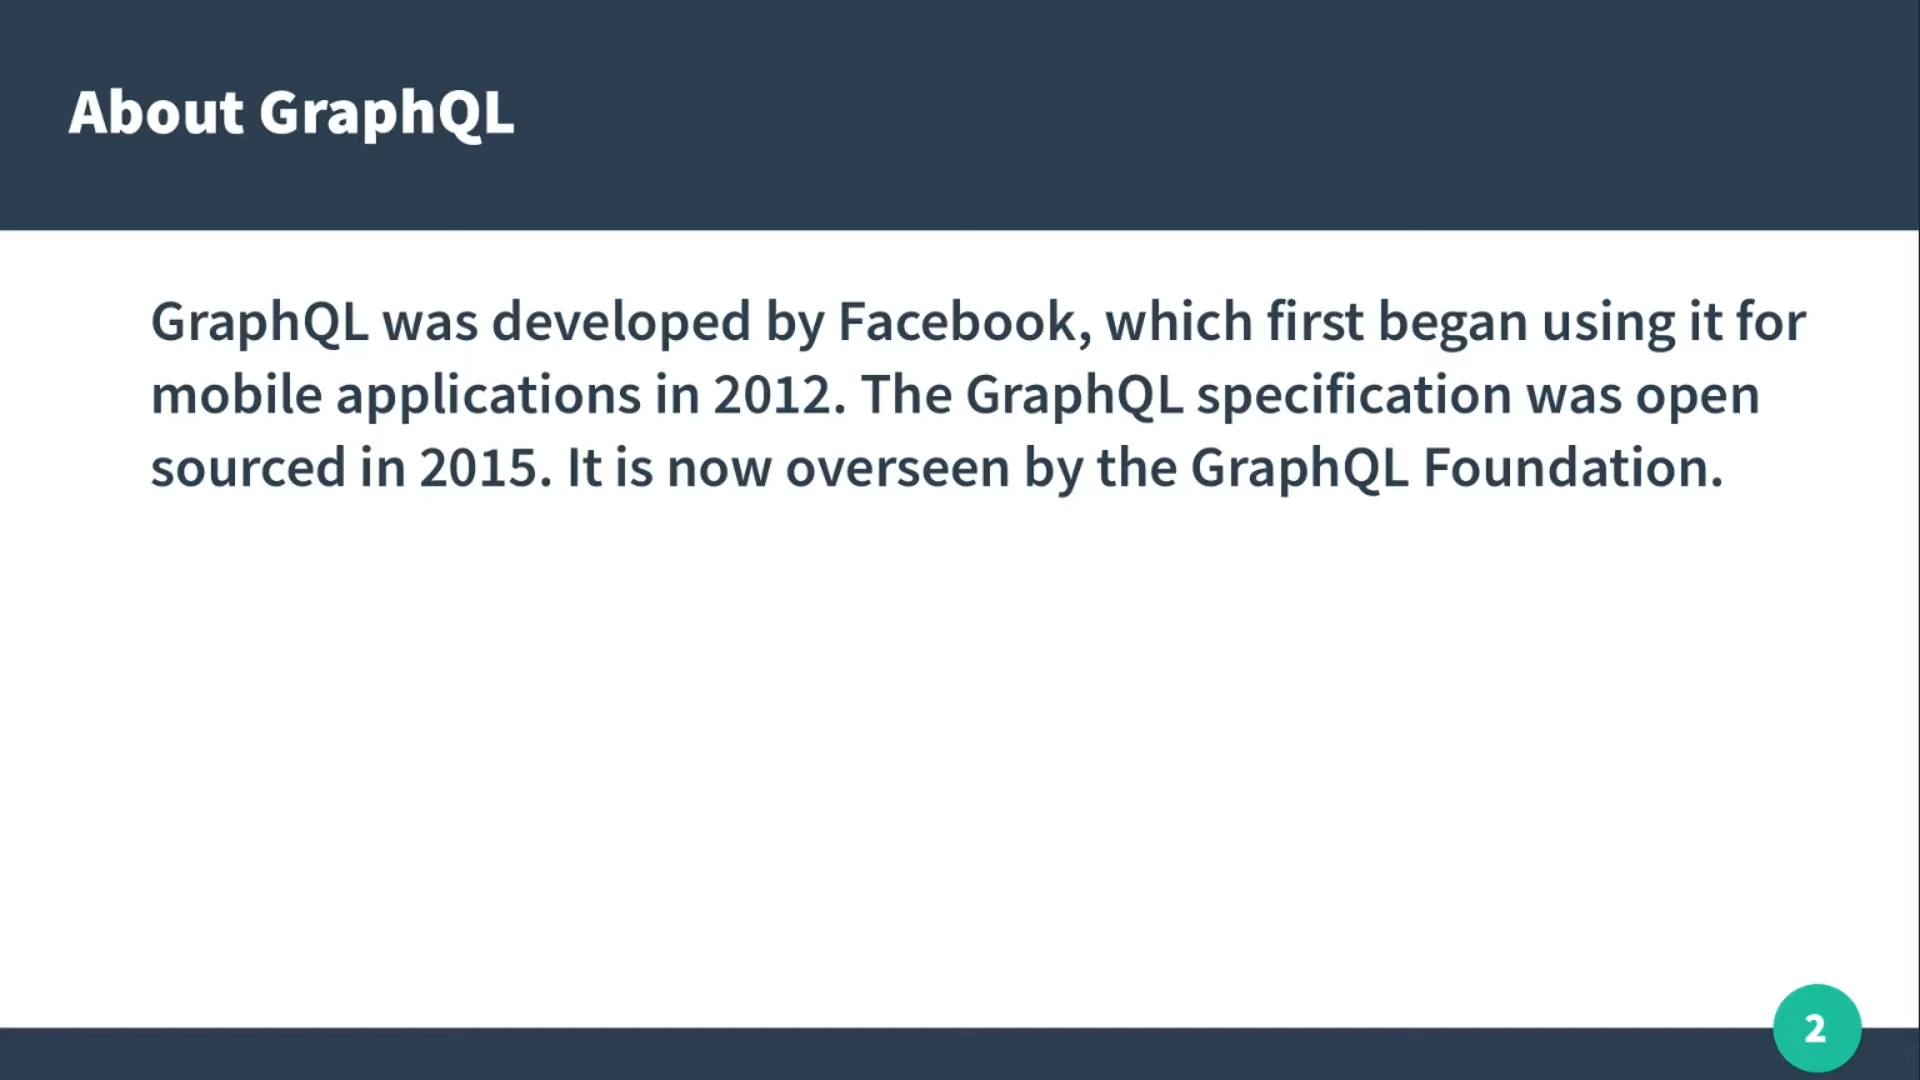 About GraphQL
GraphQL was developed by Facebook, which first began using it for
mobile applications in 2012. The GraphQL specification was open
sourced in 2015. It is now overseen by the GraphQL Foundation.
2